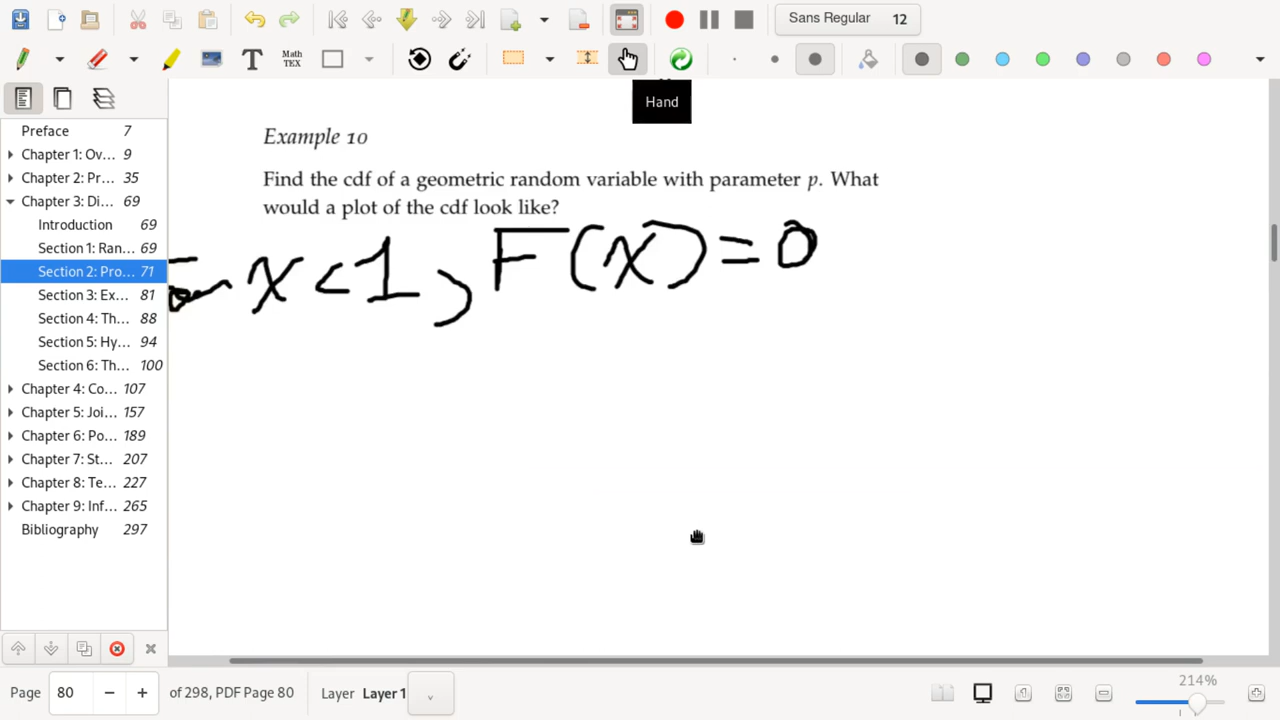 Sans Regular 12
Math
TEX
Hand
Preface 7
Chapter 1: Ov... 9
Chapter 2: Pr... 35
Chapter 3: Di... 69
Introduction 69
Section 1: Ran... 69
Section 2: Pro... 71
Section 3: Ex... 81
Section 4: Th... 88
Section 5: Hy... 94
Section 6: Th... 100
Chapter 4: Co... 107
Chapter 5: Joi... 157
Chapter 6: Po... 189
Chapter 7: St... 207
Chapter 8: Te... 227
Chapter 9: Inf... 265
Bibliography 297
Example 10
Find the cdf of a geometric random variable with parameter p. What
would a plot of the cdf look like?
x < 1 , F(x) = 0
Page 80 of 298, PDF Page 80 Layer Layer 1 214%